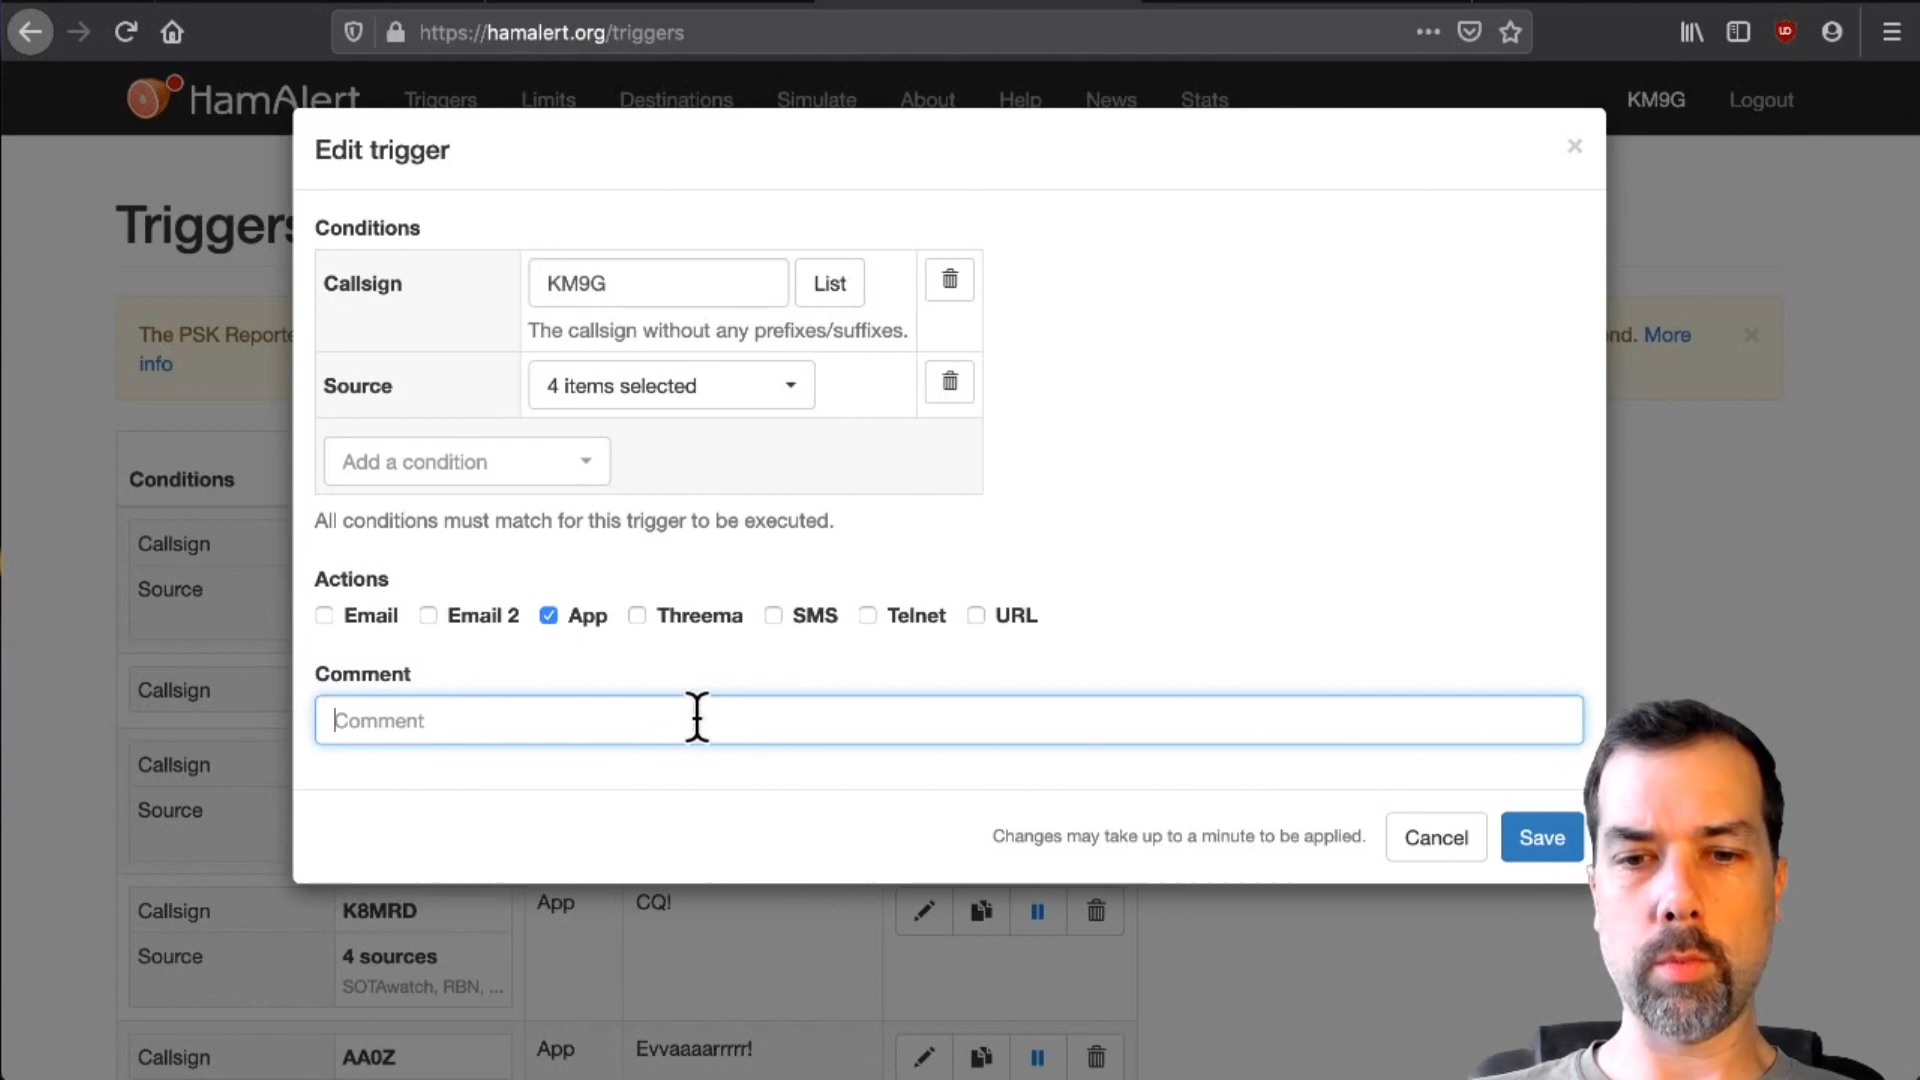 https://hamalert.org/triggers
HamAlert
Triggers
Limits
Destinations
Simulate
About
Help
News
Stats
KM9G
Logout
Edit trigger
Triggers
Conditions
Callsign
KM9G
List
The callsign without any prefixes/suffixes.
Source
4 items selected
Add a condition
All conditions must match for this trigger to be executed.
Actions
Email
Email 2
App
Threema
SMS
Telnet
URL
Comment
Comment
Changes may take up to a minute to be applied.
Cancel
Save
The PSK Reporte
nd. More
info
Conditions
Callsign
Source
Callsign
Callsign
Source
Callsign
K8MRD
App
CQ!
Source
4 sources
SOTAwatch, RBN, ...
Callsign
AA0Z
App
Evvaaaarrrrr!